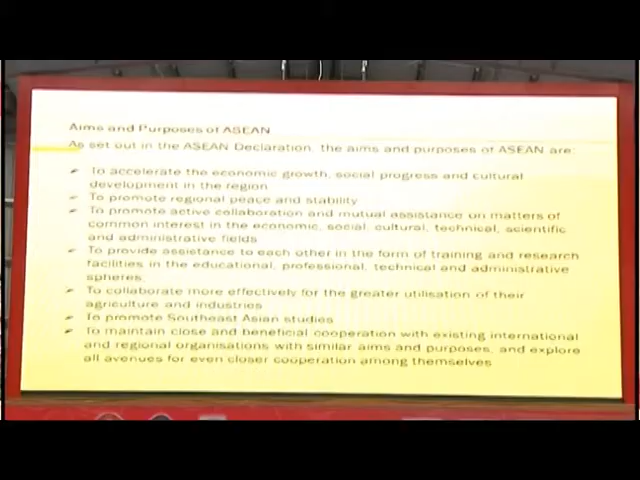 Aims and Purposes of ASEAN
As set out in the ASEAN Declaration, the aims and purposes of ASEAN are:
To accelerate the economic growth, social progress and cultural
development in the region
To promote regional peace and stability
To promote active collaboration and mutual assistance on matters of
common interest in the economic, social, cultural, technical, scientific
and administrative fields
To provide assistance to each other in the form of training and research
facilities in the educational, professional, technical and administrative
spheres,
To collaborate more effectively for the greater utilisation of their
agriculture and industries
To promote Southeast Asian studies
To maintain close and beneficial cooperation with existing international
and regional organisations with similar aims and purposes, and explore
all avenues for even closer cooperation among themselves